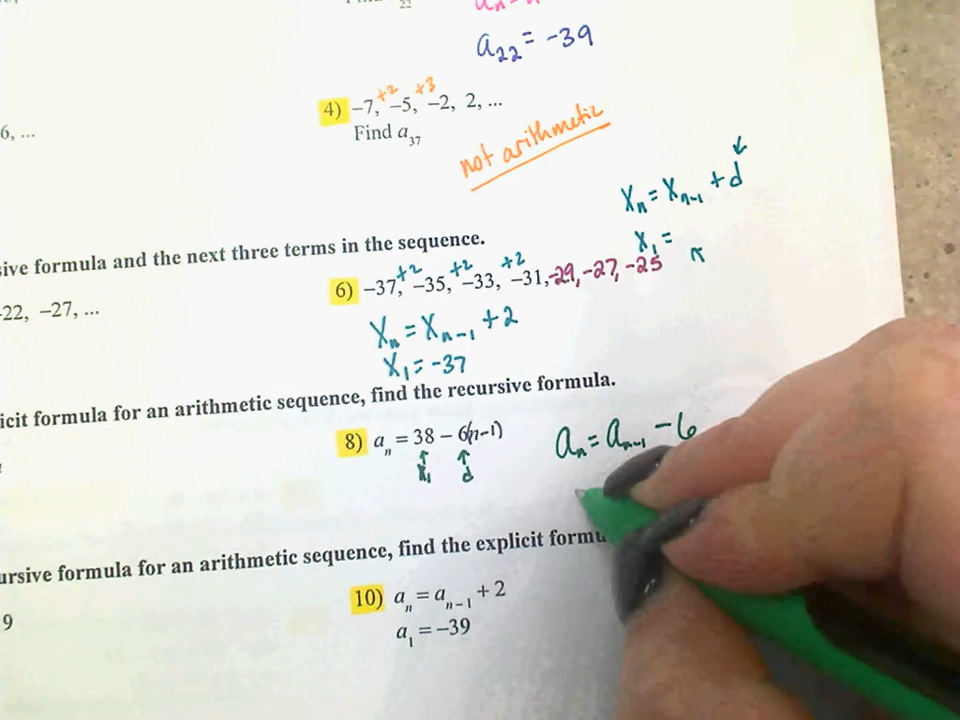 a₂₂ = -39
6, ...
4) –7, –5, –2, 2, ...
+2 +3
Find a₃₇
not arithmetic
Xₙ = Xₙ₋₁ + d
X₁ =
ive formula and the next three terms in the sequence.
+2 +2 +2
22, –27, ...
6) –37, –35, –33, –31, -29, -27, -25
Xₙ = Xₙ₋₁ + 2
X₁ = -37
icit formula for an arithmetic sequence, find the recursive formula.
8) aₙ = 38 – 6(n-1)
X₁ d
aₙ = aₙ₋₁ - 6
ursive formula for an arithmetic sequence, find the explicit formu
9
10) aₙ = aₙ₋₁ + 2
a₁ = –39